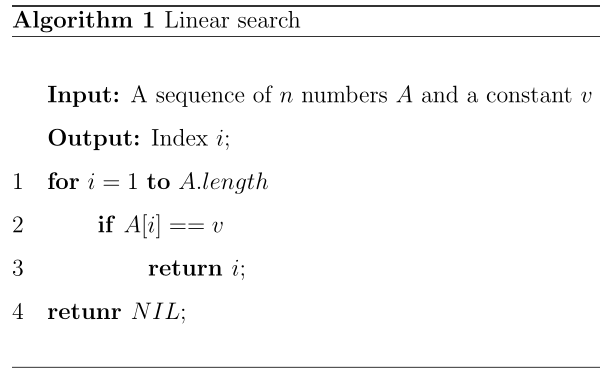 Algorithm 1 Linear search
Input: A sequence of n numbers A and a constant v
Output: Index i;
1 for i = 1 to A.length
2 if A[i] == v
3 return i;
4 retunr NIL;